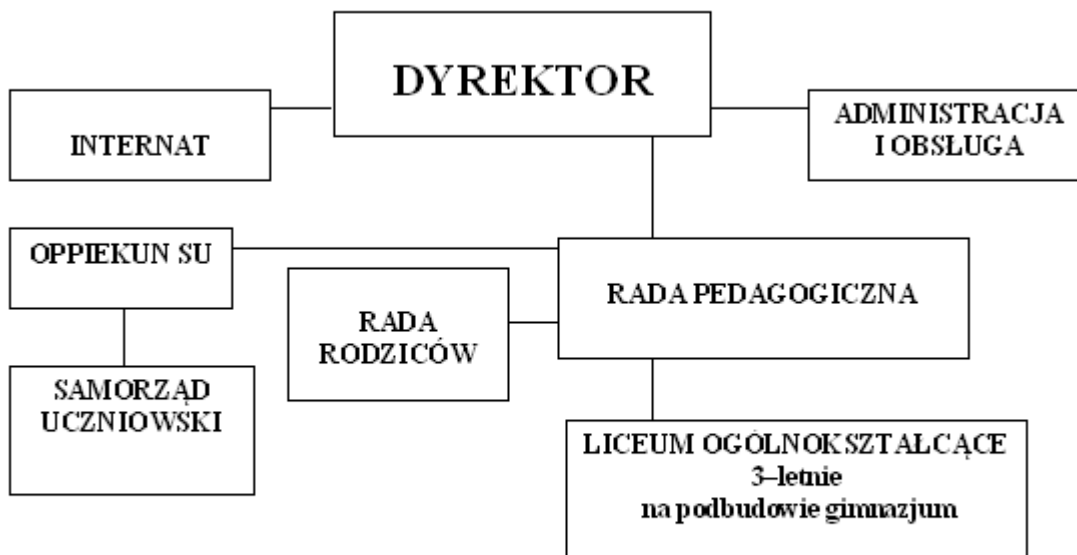 DYREKTOR
INTERNAT
ADMINISTRACJA
I OBSŁUGA
OPPIEKUN SU
RADA PEDAGOGICZNA
RADA
RODZICÓW
SAMORZĄD
UCZNIOWSKI
LICEUM OGÓLNOKSZTAŁCĄCE
3–letnie
na podbudowie gimnazjum